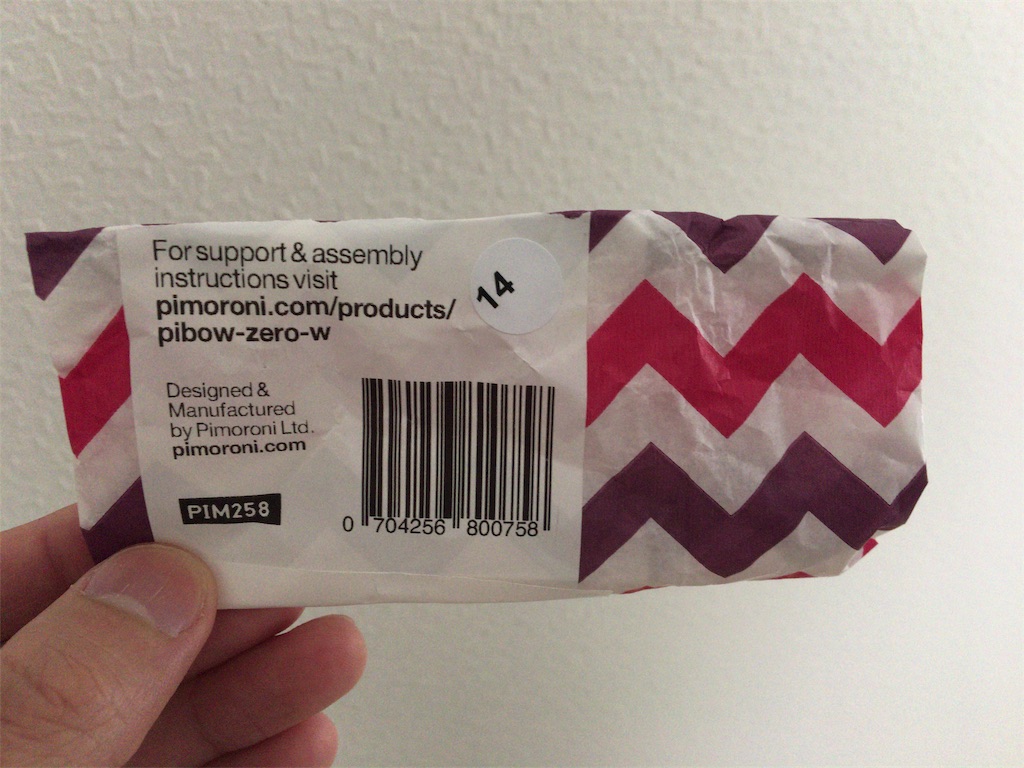 For support & assembly
instructions visit
pimoroni.com/products/
pibow-zero-w
14
Designed &
Manufactured
by Pimoroni Ltd.
pimoroni.com
PIM258
0 704256 800758